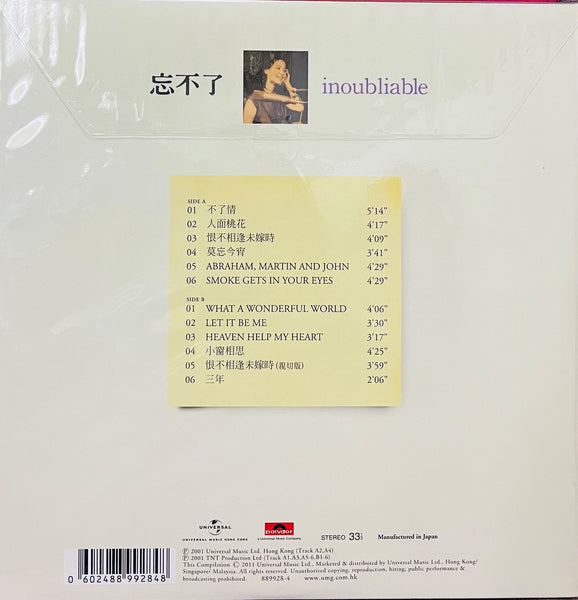 忘不了
inoubliable
SIDE A
01 不了情 5'14"
02 人面桃花 4'17"
03 恨不相逢未嫁時 4'09"
04 莫忘今宵 3'41"
05 ABRAHAM, MARTIN AND JOHN 4'29"
06 SMOKE GETS IN YOUR EYES 4'29"
SIDE B
01 WHAT A WONDERFUL WORLD 4'06"
02 LET IT BE ME 3'30"
03 HEAVEN HELP MY HEART 3'17"
04 小窗相思 4'25"
05 恨不相逢未嫁時 (親切版) 3'59"
06 三年 2'06"
UNIVERSAL
UNIVERSAL MUSIC HONG KONG
polydor
a Universal Music Company
STEREO 33⅓
Manufactured in Japan
℗ 2001 Universal Music Ltd. Hong Kong (Track A2,A4)
℗ 2001 TNT Production Ltd (Track A1,A3,A5-6,B1-6)
This Compilation © 2011 Universal Music Ltd., Marketed & distributed by Universal Music Ltd., Hong Kong/
Singapore/ Malaysia. All rights reserved. Unauthorized copying, reproduction, hiring, public performance &
broadcasting prohibited. 889928-4 www.umg.com.hk
0 602488 992848